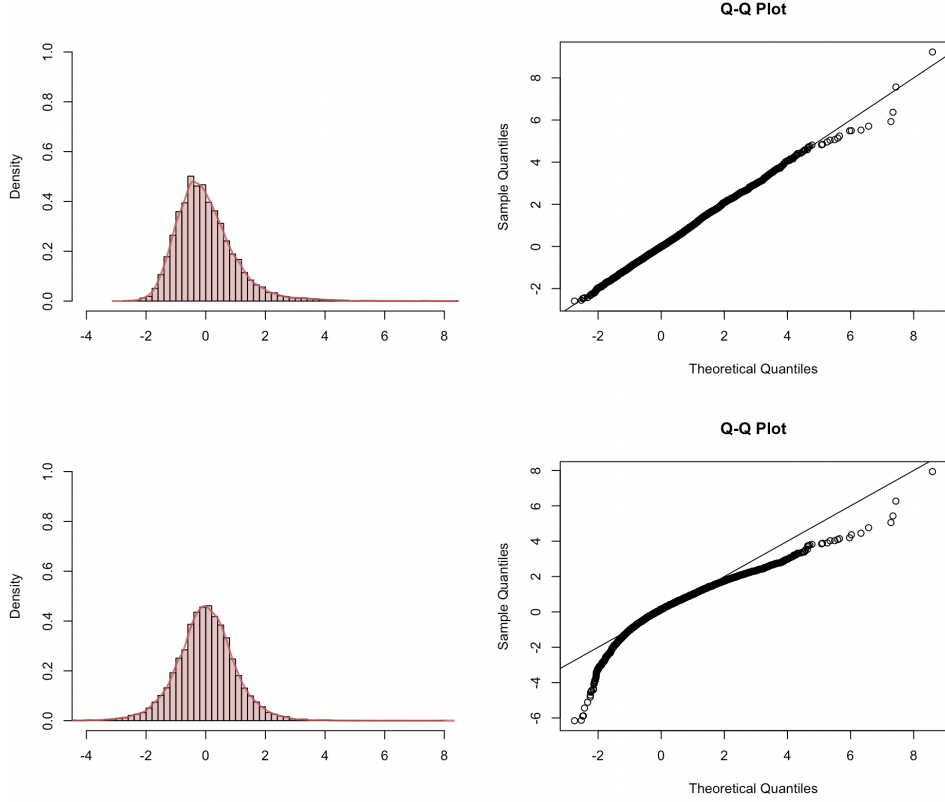 Q-Q Plot
Density
0.0 0.2 0.4 0.6 0.8 1.0
-4 -2 0 2 4 6 8
Sample Quantiles
-2 0 2 4 6 8
-2 0 2 4 6 8
Theoretical Quantiles
Q-Q Plot
Density
0.0 0.2 0.4 0.6 0.8 1.0
-4 -2 0 2 4 6 8
Sample Quantiles
-6 -4 -2 0 2 4 6 8
-2 0 2 4 6 8
Theoretical Quantiles